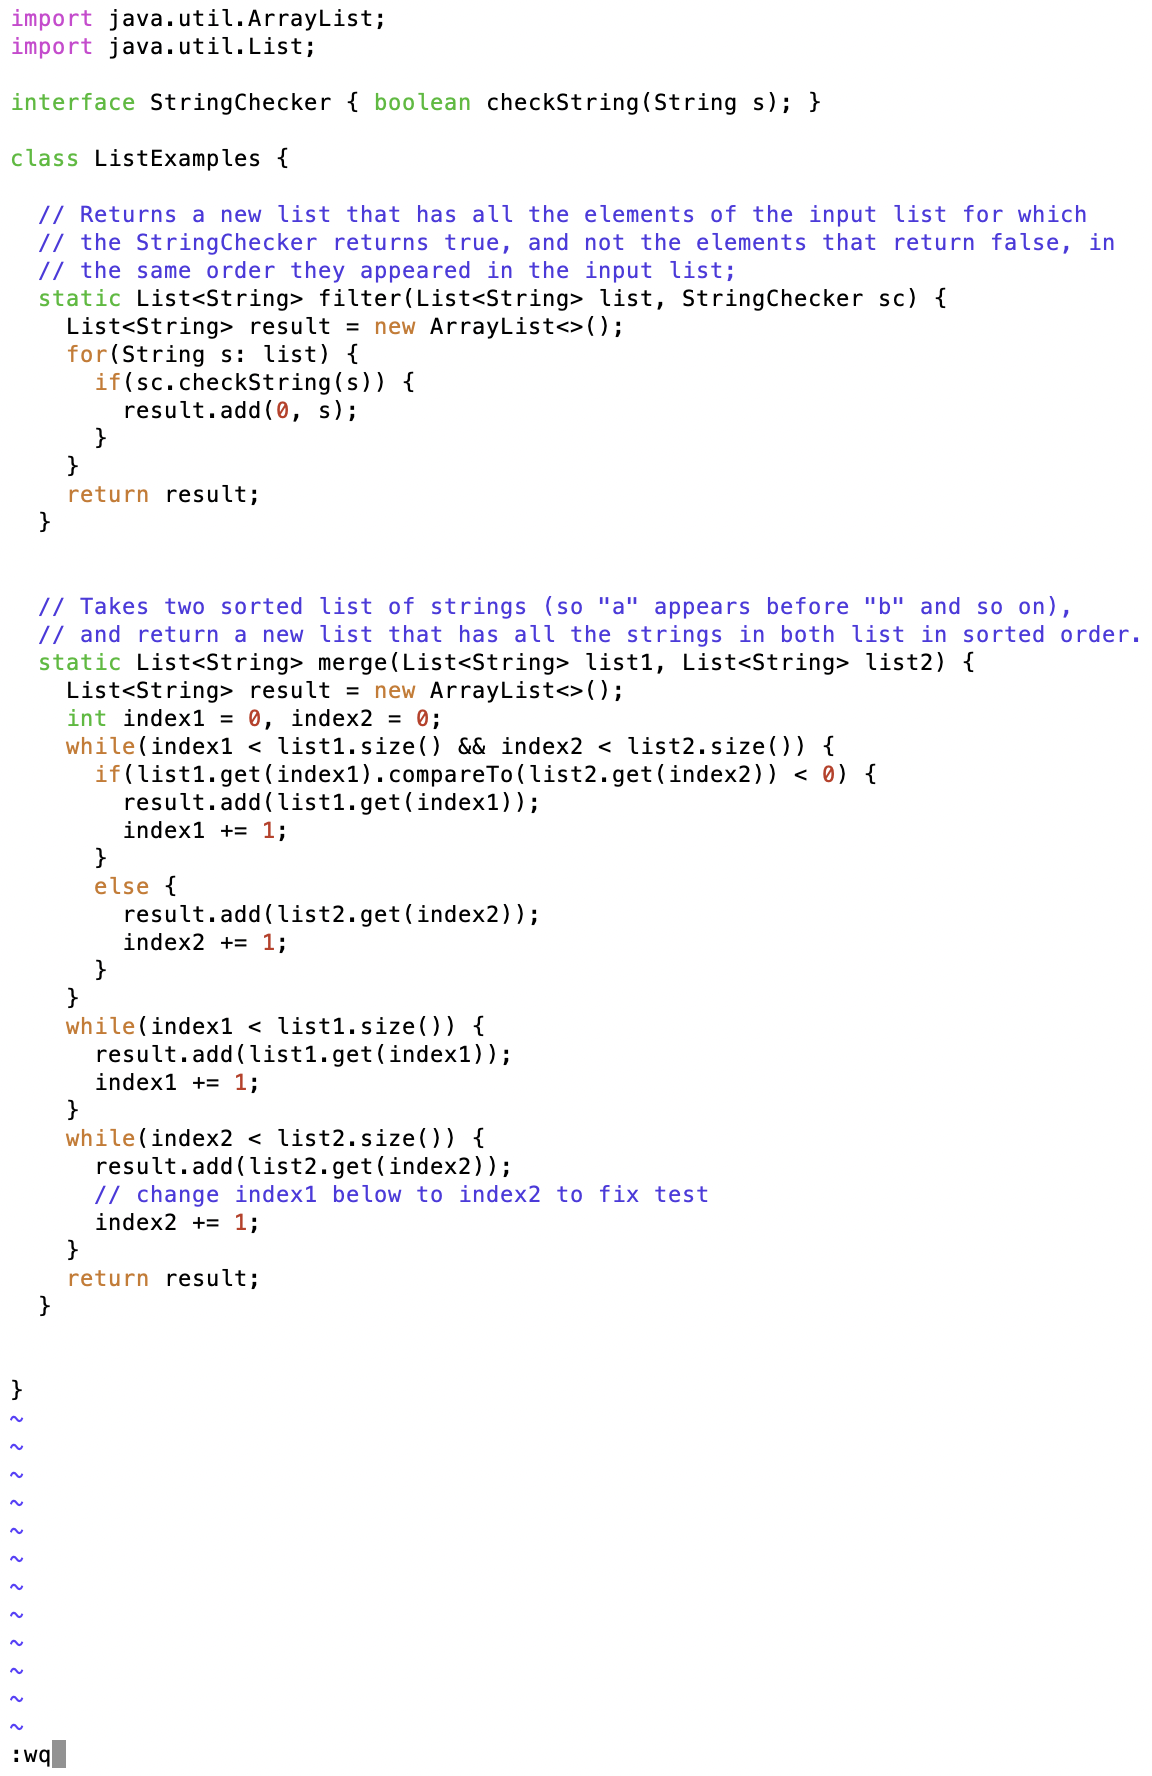 import java.util.ArrayList;
import java.util.List;

interface StringChecker { boolean checkString(String s); }

class ListExamples {

  // Returns a new list that has all the elements of the input list for which
  // the StringChecker returns true, and not the elements that return false, in
  // the same order they appeared in the input list;
  static List<String> filter(List<String> list, StringChecker sc) {
    List<String> result = new ArrayList<>();
    for(String s: list) {
      if(sc.checkString(s)) {
        result.add(0, s);
      }
    }
    return result;
  }


  // Takes two sorted list of strings (so "a" appears before "b" and so on),
  // and return a new list that has all the strings in both list in sorted order.
  static List<String> merge(List<String> list1, List<String> list2) {
    List<String> result = new ArrayList<>();
    int index1 = 0, index2 = 0;
    while(index1 < list1.size() && index2 < list2.size()) {
      if(list1.get(index1).compareTo(list2.get(index2)) < 0) {
        result.add(list1.get(index1));
        index1 += 1;
      }
      else {
        result.add(list2.get(index2));
        index2 += 1;
      }
    }
    while(index1 < list1.size()) {
      result.add(list1.get(index1));
      index1 += 1;
    }
    while(index2 < list2.size()) {
      result.add(list2.get(index2));
      // change index1 below to index2 to fix test
      index2 += 1;
    }
    return result;
  }


}
~
~
~
~
~
~
~
~
~
~
~
~
:wq